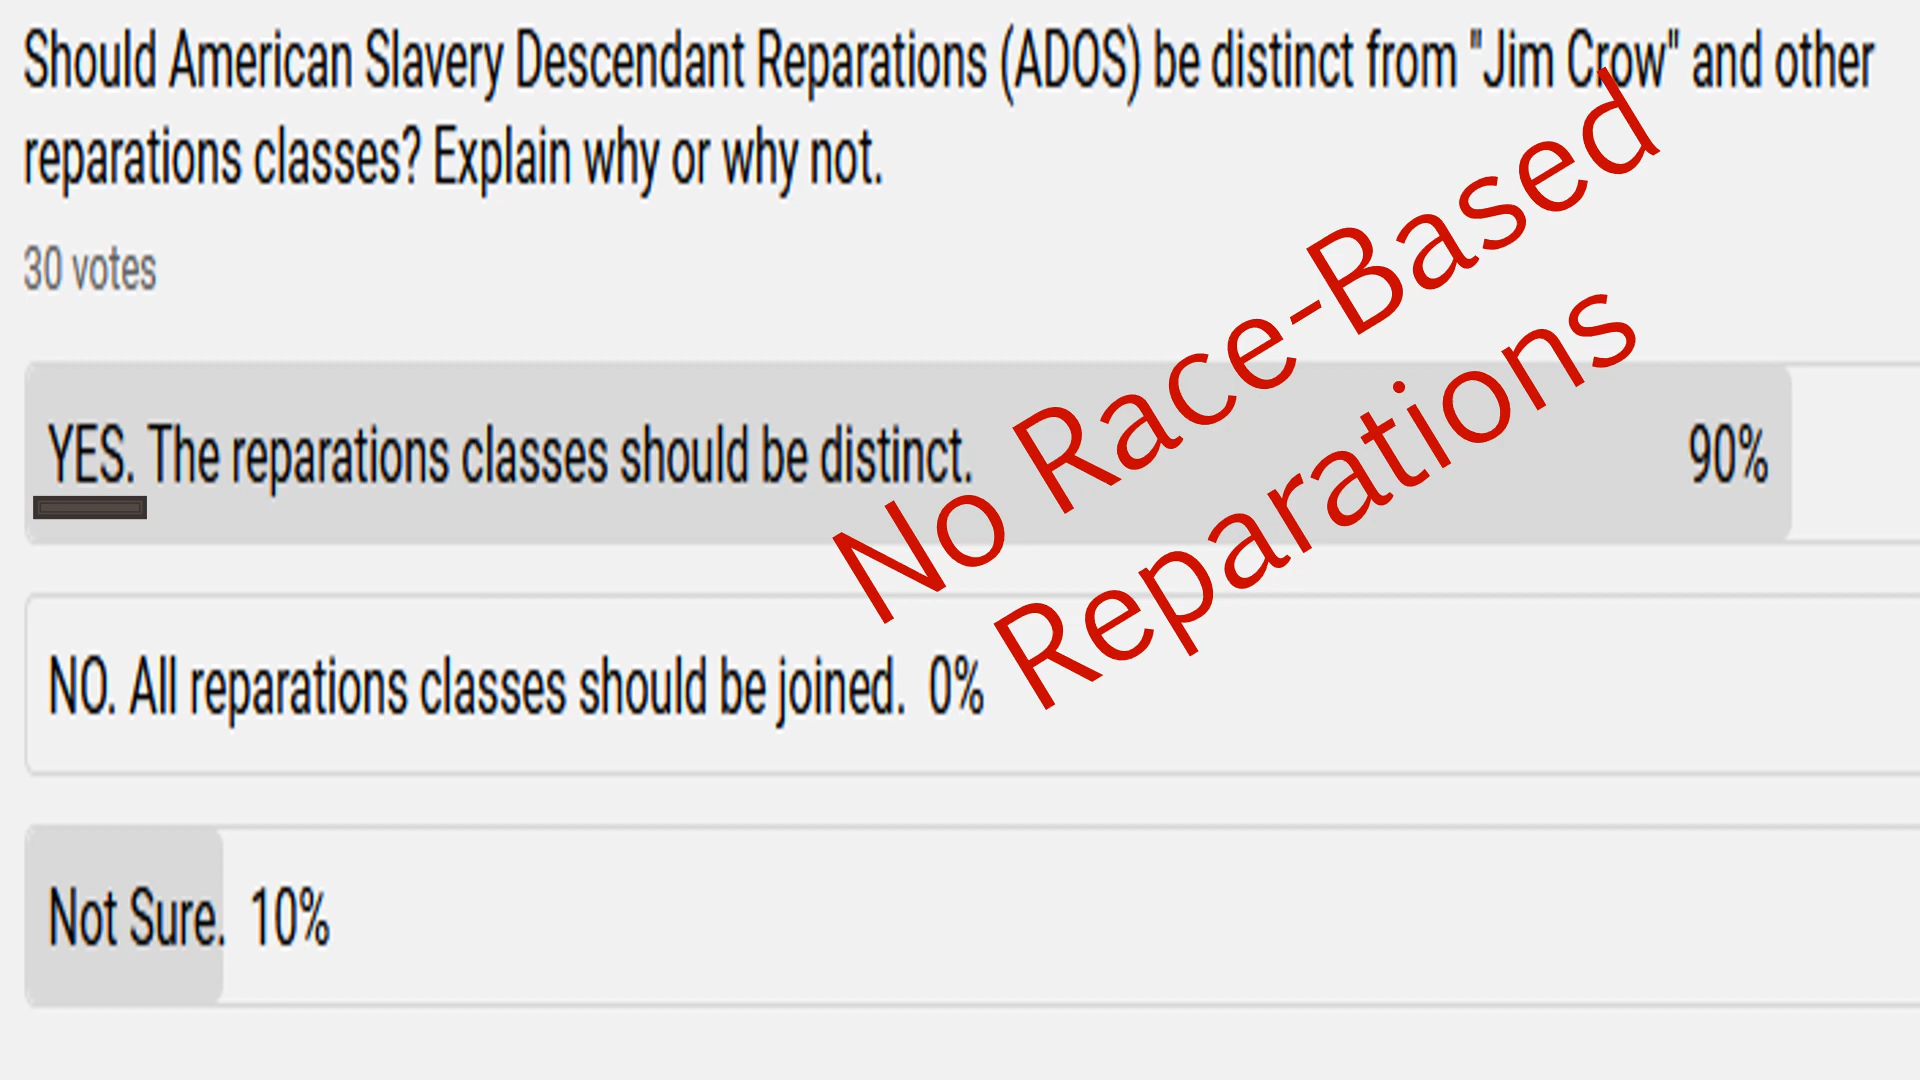 Should American Slavery Descendant Reparations (ADOS) be distinct from "Jim Crow" and other
reparations classes? Explain why or why not.
30 votes
YES. The reparations classes should be distinct. 90%
NO. All reparations classes should be joined. 0%
Not Sure. 10%
No Race-Based
Reparations